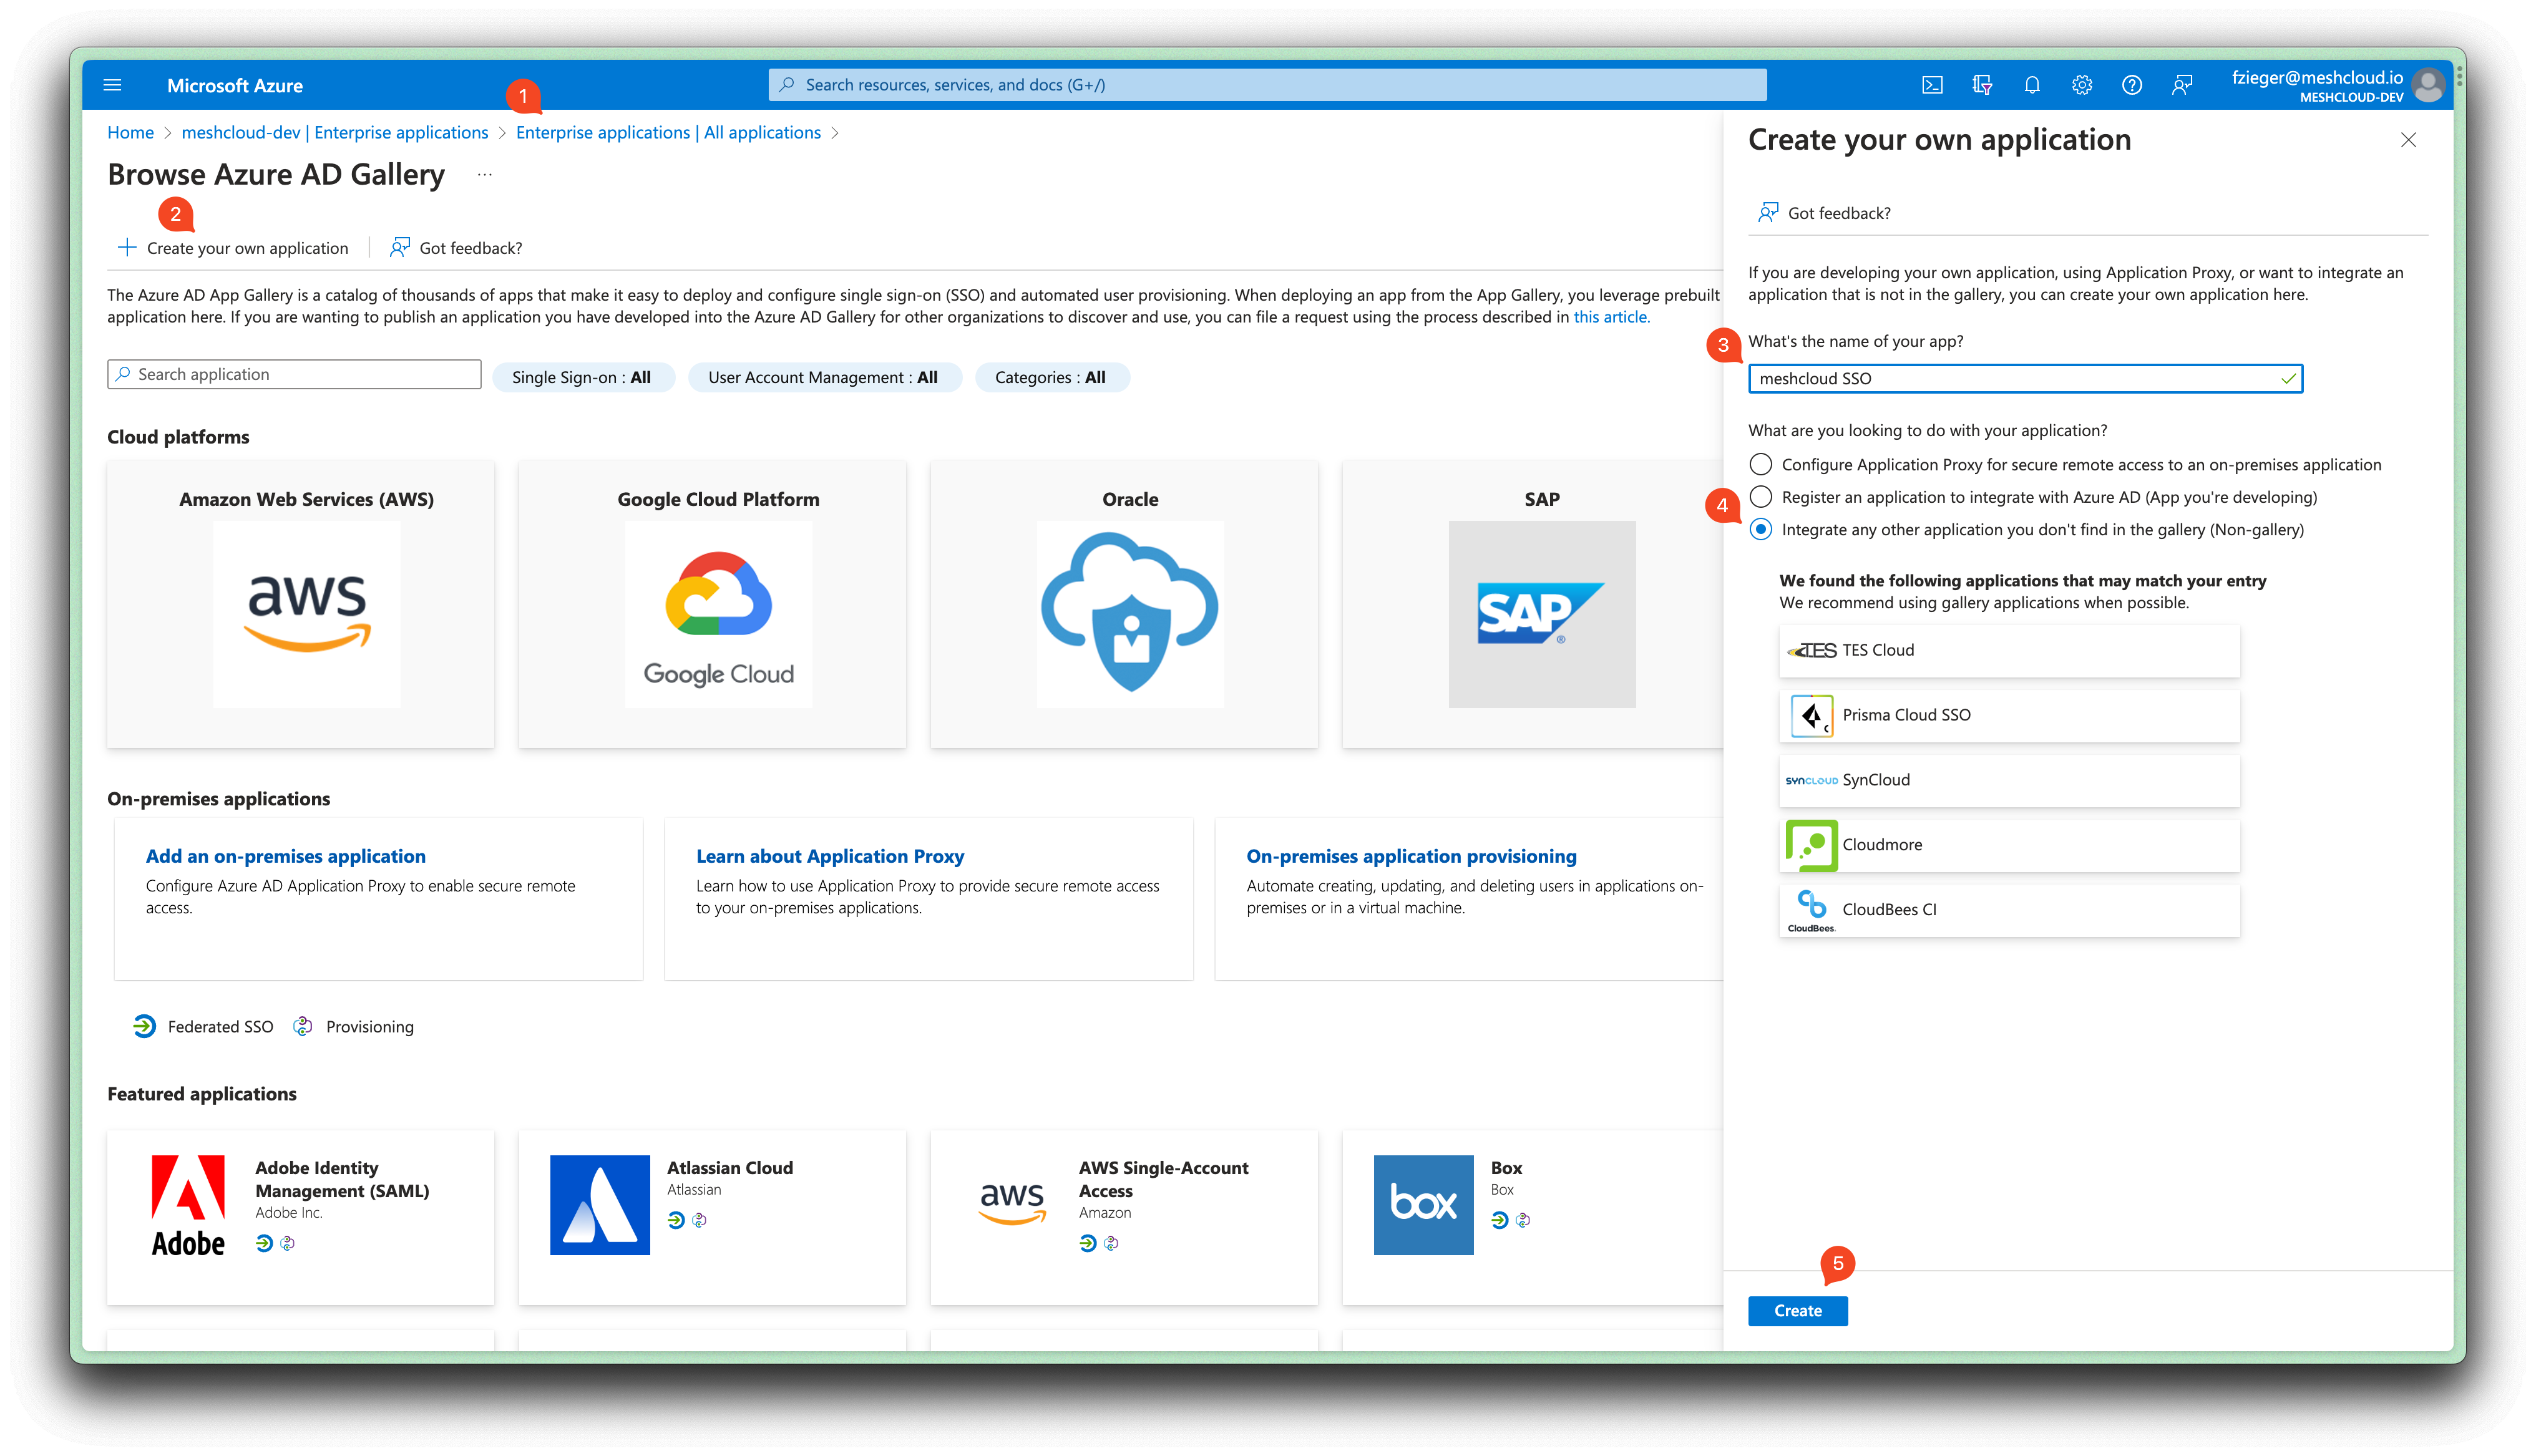 Microsoft Azure
Search resources, services, and docs (G+/)
fzieger@meshcloud.io
MESHCLOUD-DEV
1
Home > meshcloud-dev | Enterprise applications > Enterprise applications | All applications >
Browse Azure AD Gallery ...
2
Create your own application
Got feedback?
The Azure AD App Gallery is a catalog of thousands of apps that make it easy to deploy and configure single sign-on (SSO) and automated user provisioning. When deploying an app from the App Gallery, you leverage prebuilt
application here. If you are wanting to publish an application you have developed into the Azure AD Gallery for other organizations to discover and use, you can file a request using the process described in this article.
Search application
Single Sign-on : All
User Account Management : All
Categories : All
Cloud platforms
Amazon Web Services (AWS)
aws
Google Cloud Platform
Google Cloud
Oracle
SAP
SAP®
On-premises applications
Add an on-premises application
Configure Azure AD Application Proxy to enable secure remote
access.
Learn about Application Proxy
Learn how to use Application Proxy to provide secure remote access
to your on-premises applications.
On-premises application provisioning
Automate creating, updating, and deleting users in applications on-
premises or in a virtual machine.
Federated SSO
Provisioning
Featured applications
Adobe
Adobe Identity
Management (SAML)
Adobe Inc.
Atlassian Cloud
Atlassian
aws
AWS Single-Account
Access
Amazon
box
Box
Box
Create your own application
Got feedback?
If you are developing your own application, using Application Proxy, or want to integrate an
application that is not in the gallery, you can create your own application here.
3
What's the name of your app?
meshcloud SSO
What are you looking to do with your application?
Configure Application Proxy for secure remote access to an on-premises application
Register an application to integrate with Azure AD (App you're developing)
4
Integrate any other application you don't find in the gallery (Non-gallery)
We found the following applications that may match your entry
We recommend using gallery applications when possible.
TES TES Cloud
C Prisma Cloud SSO
SYNCLOUD SynCloud
Cloudmore
CloudBees. CloudBees CI
5
Create